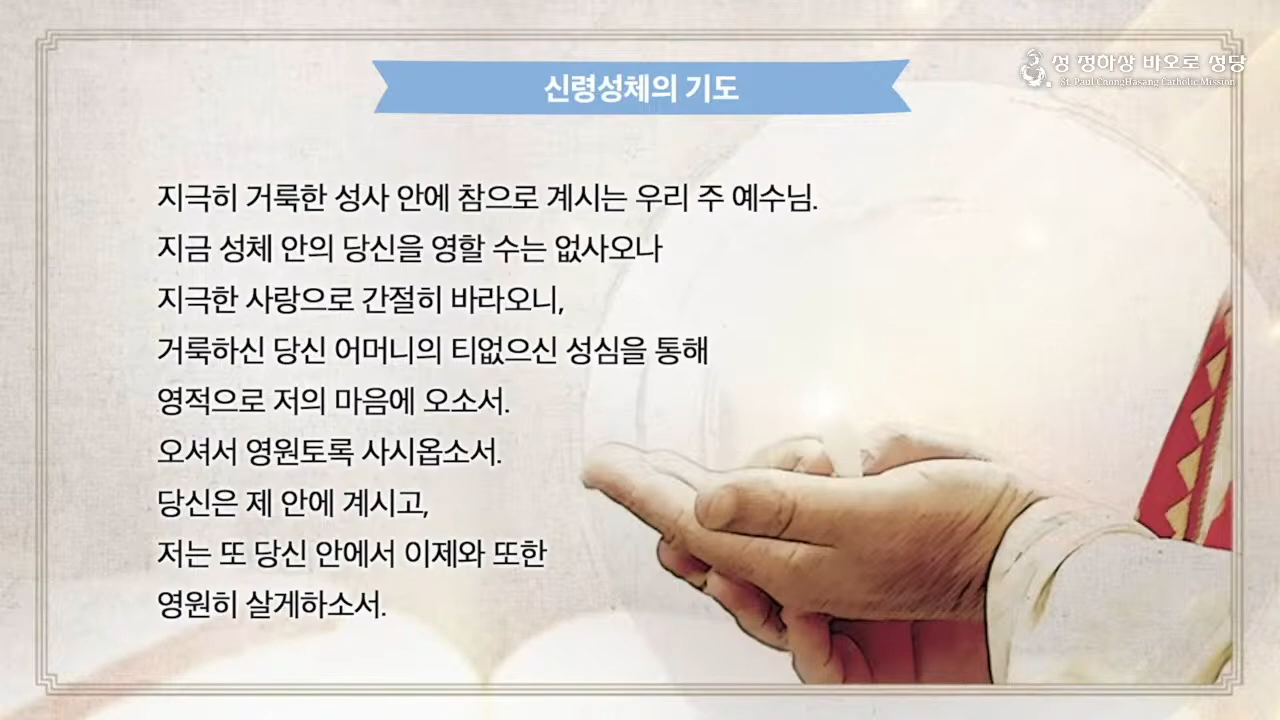 신령성체의 기도
성 정하상 바오로 성당
St. Paul ChongHasang Catholic Mission
지극히 거룩한 성사 안에 참으로 계시는 우리 주 예수님.
지금 성체 안의 당신을 영할 수는 없사오나
지극한 사랑으로 간절히 바라오니,
거룩하신 당신 어머니의 티없으신 성심을 통해
영적으로 저의 마음에 오소서.
오셔서 영원토록 사시옵소서.
당신은 제 안에 계시고,
저는 또 당신 안에서 이제와 또한
영원히 살게하소서.